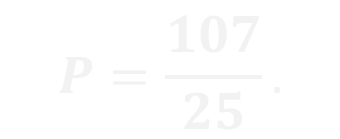 P = 107/25.